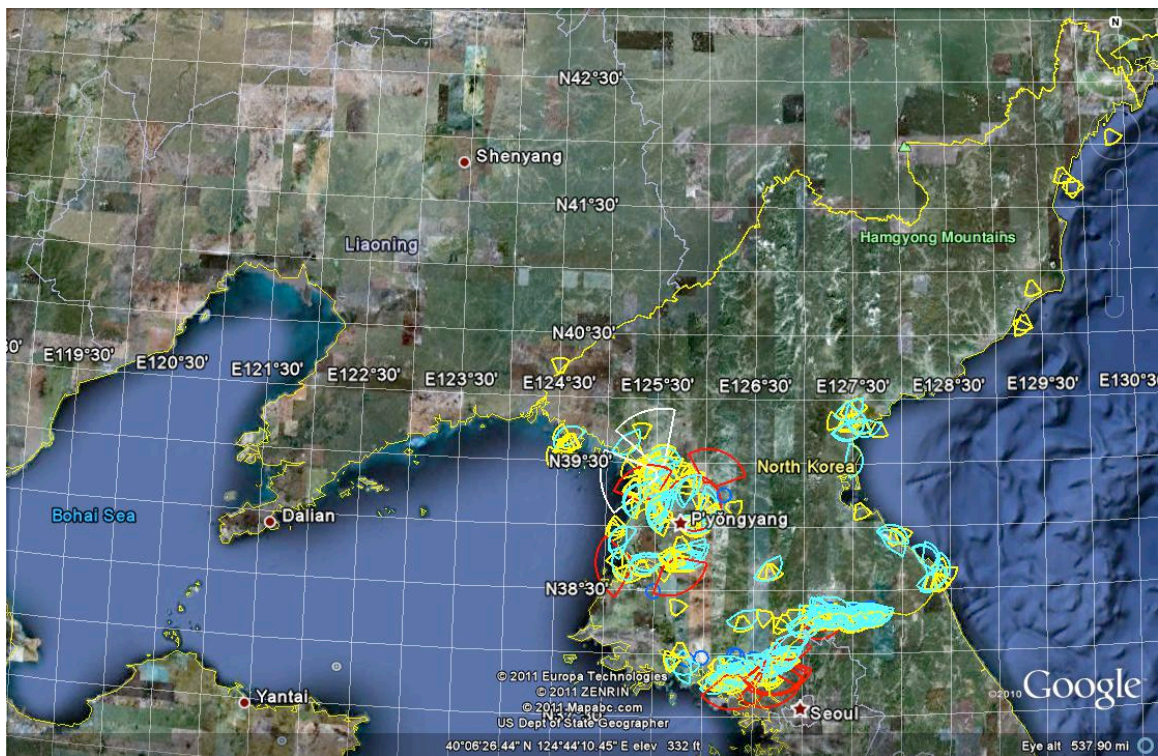 N
N42°30'
Shenyang
N41°30'
Liaoning
Hamgyong Mountains
N40°30'
E119°30'
E120°30'
E121°30'
E122°30'
E123°30'
E124°30'
E125°30'
E126°30'
E127°30'
E128°30'
E129°30'
E130°30'
N39°30'
North Korea
Bohai Sea
Dalian
P'yŏngyang
N38°30'
© 2011 Europa Technologies
© 2011 ZENRIN
© 2011 Mapabc.com
US Dept of State Geographer
©2010 Google
Yantai
Seoul
40°06'26.44" N 124°44'10.45" E elev 332 ft
Eye alt 537.90 mi